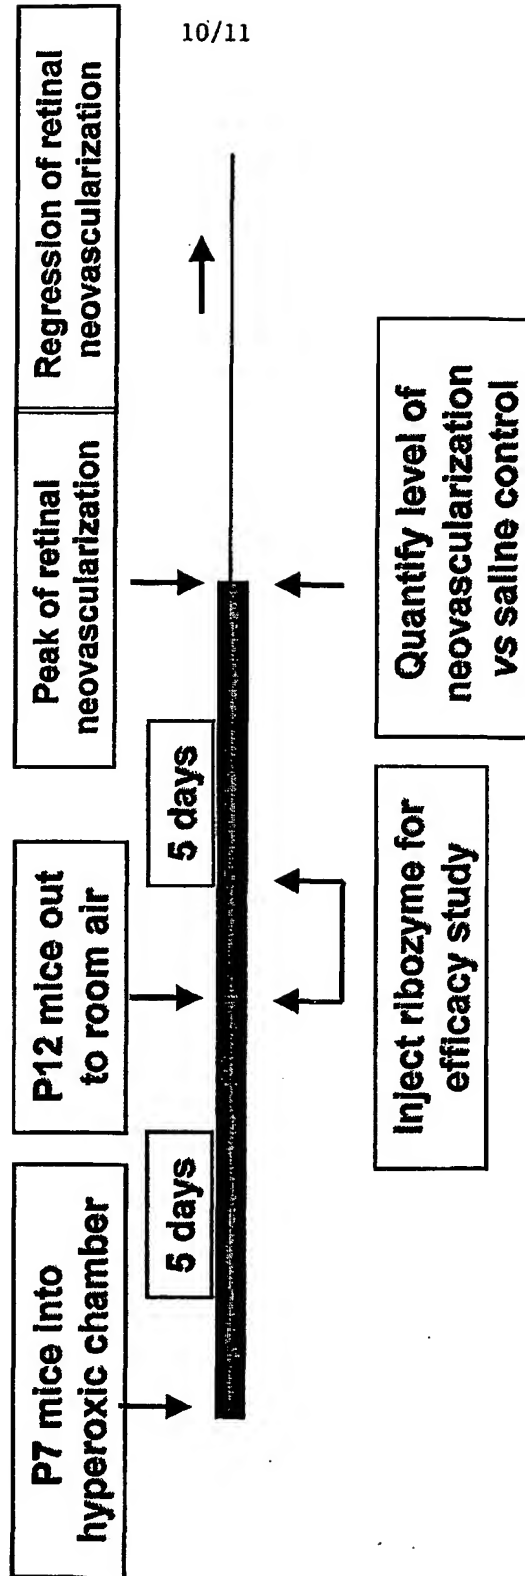 10/11
P7 mice into
hyperoxic chamber
P12 mice out
to room air
Peak of retinal
neovascularization
Regression of retinal
neovascularization
5 days
5 days
Inject ribozyme for
efficacy study
Quantify level of
neovascularization
vs saline control